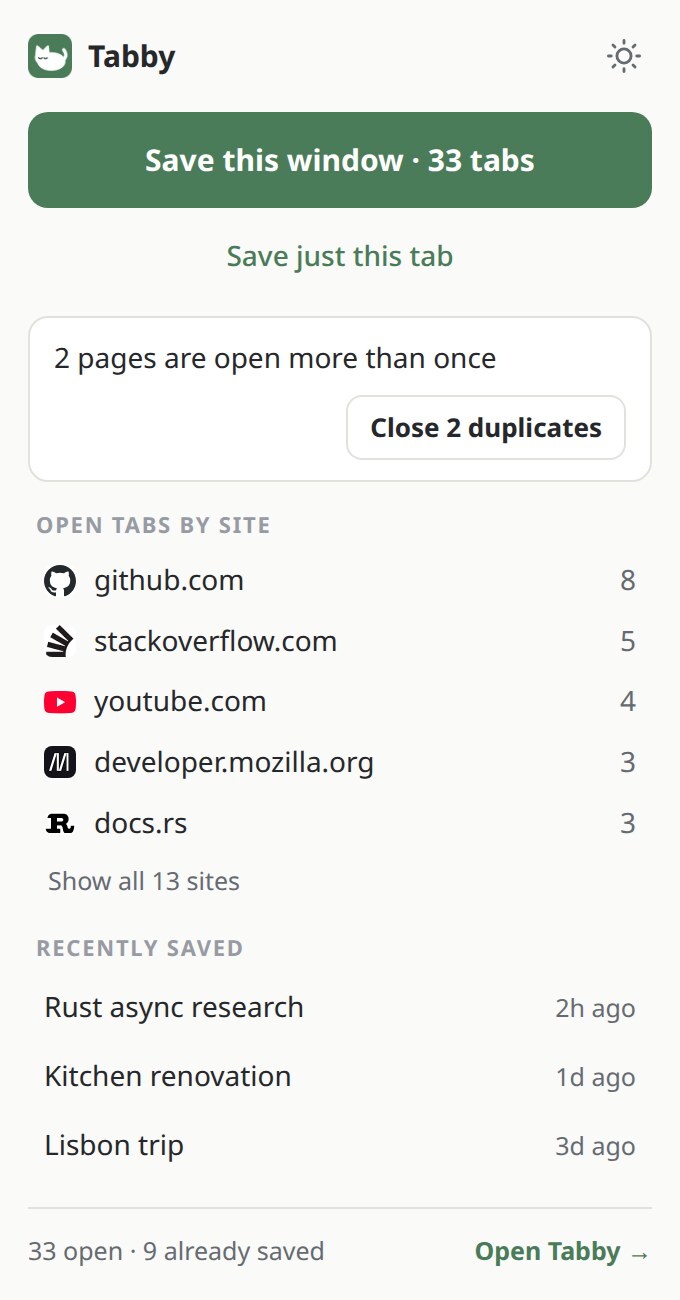 Tabby
Save this window · 33 tabs
Save just this tab
2 pages are open more than once
Close 2 duplicates
OPEN TABS BY SITE
github.com 8
stackoverflow.com 5
youtube.com 4
developer.mozilla.org 3
docs.rs 3
Show all 13 sites
RECENTLY SAVED
Rust async research 2h ago
Kitchen renovation 1d ago
Lisbon trip 3d ago
33 open · 9 already saved Open Tabby →